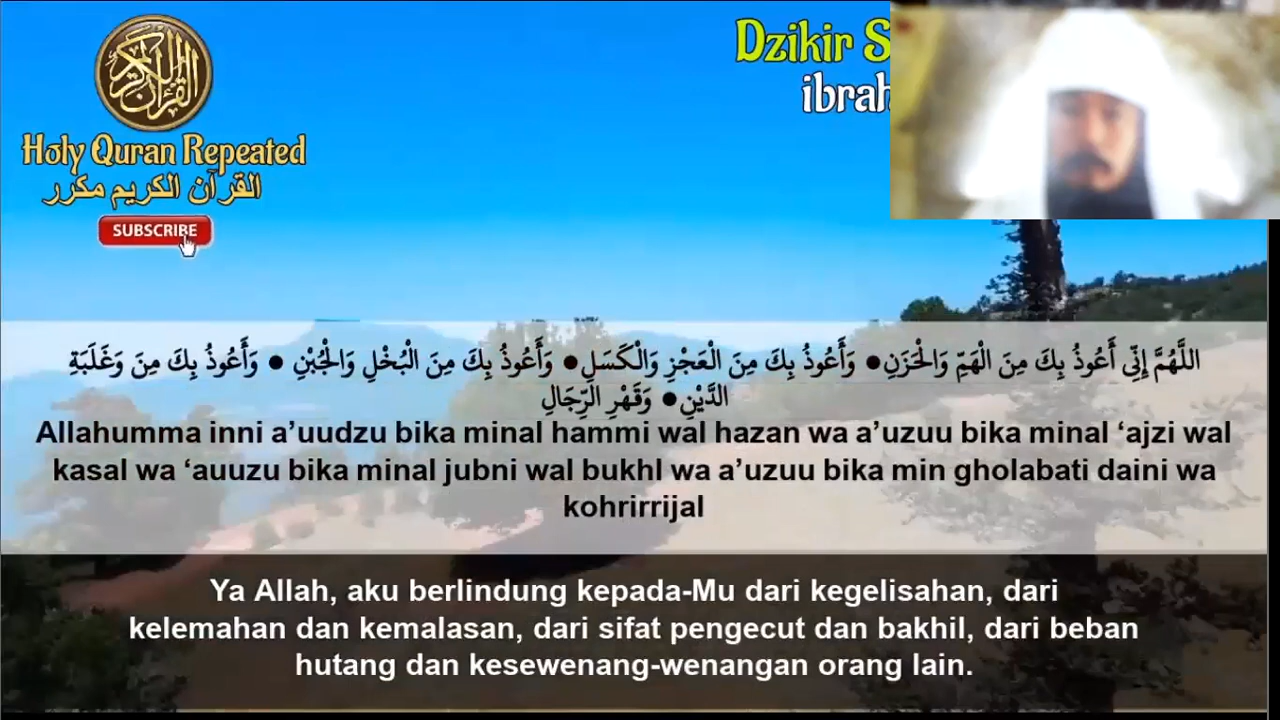 Holy Quran Repeated
القرآن الكريم مكرر
SUBSCRIBE
Dzikir S
ibrah
اللَّهُمَّ إِنِّى أَعُوذُ بِكَ مِنَ الْهَمِّ وَالْحَزَنِ● وَأَعُوذُ بِكَ مِنَ الْعَجْزِ وَالْكَسَلِ● وَأَعُوذُ بِكَ مِنَ الْبُخْلِ وَالْجُبْنِ ● وَأَعُوذُ بِكَ مِنَ وَغَلَبَةِ
الدَّيْنِ● وَقَهْرِ الرِّجَالِ
Allahumma inni a’uudzu bika minal hammi wal hazan wa a’uzuu bika minal ‘ajzi wal
kasal wa ‘auuzu bika minal jubni wal bukhl wa a’uzuu bika min gholabati daini wa
kohrirrijal
Ya Allah, aku berlindung kepada-Mu dari kegelisahan, dari
kelemahan dan kemalasan, dari sifat pengecut dan bakhil, dari beban
hutang dan kesewenang-wenangan orang lain.